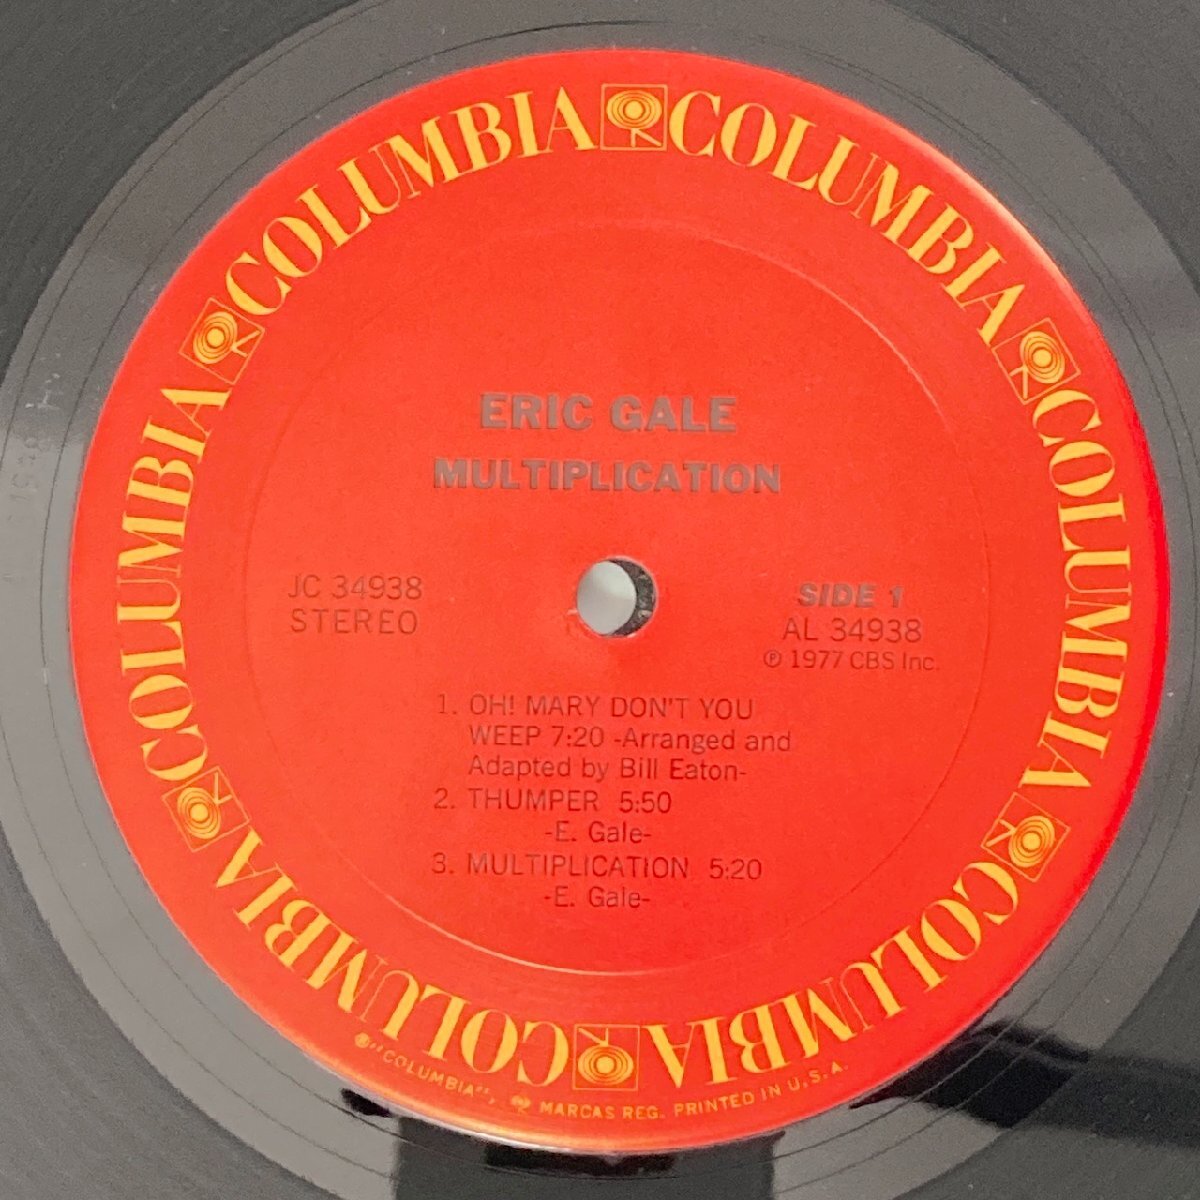 COLUMBIA COLUMBIA COLUMBIA COLUMBIA COLUMBIA COLUMBIA
ERIC GALE
MULTIPLICATION
JC 34938
STEREO
SIDE 1
AL 34938
℗ 1977 CBS Inc.
1. OH! MARY DON'T YOU
WEEP 7:20 -Arranged and
Adapted by Bill Eaton-
2. THUMPER 5:50
-E. Gale-
3. MULTIPLICATION 5:20
-E. Gale-
®"COLUMBIA", MARCAS REG. PRINTED IN U.S.A.